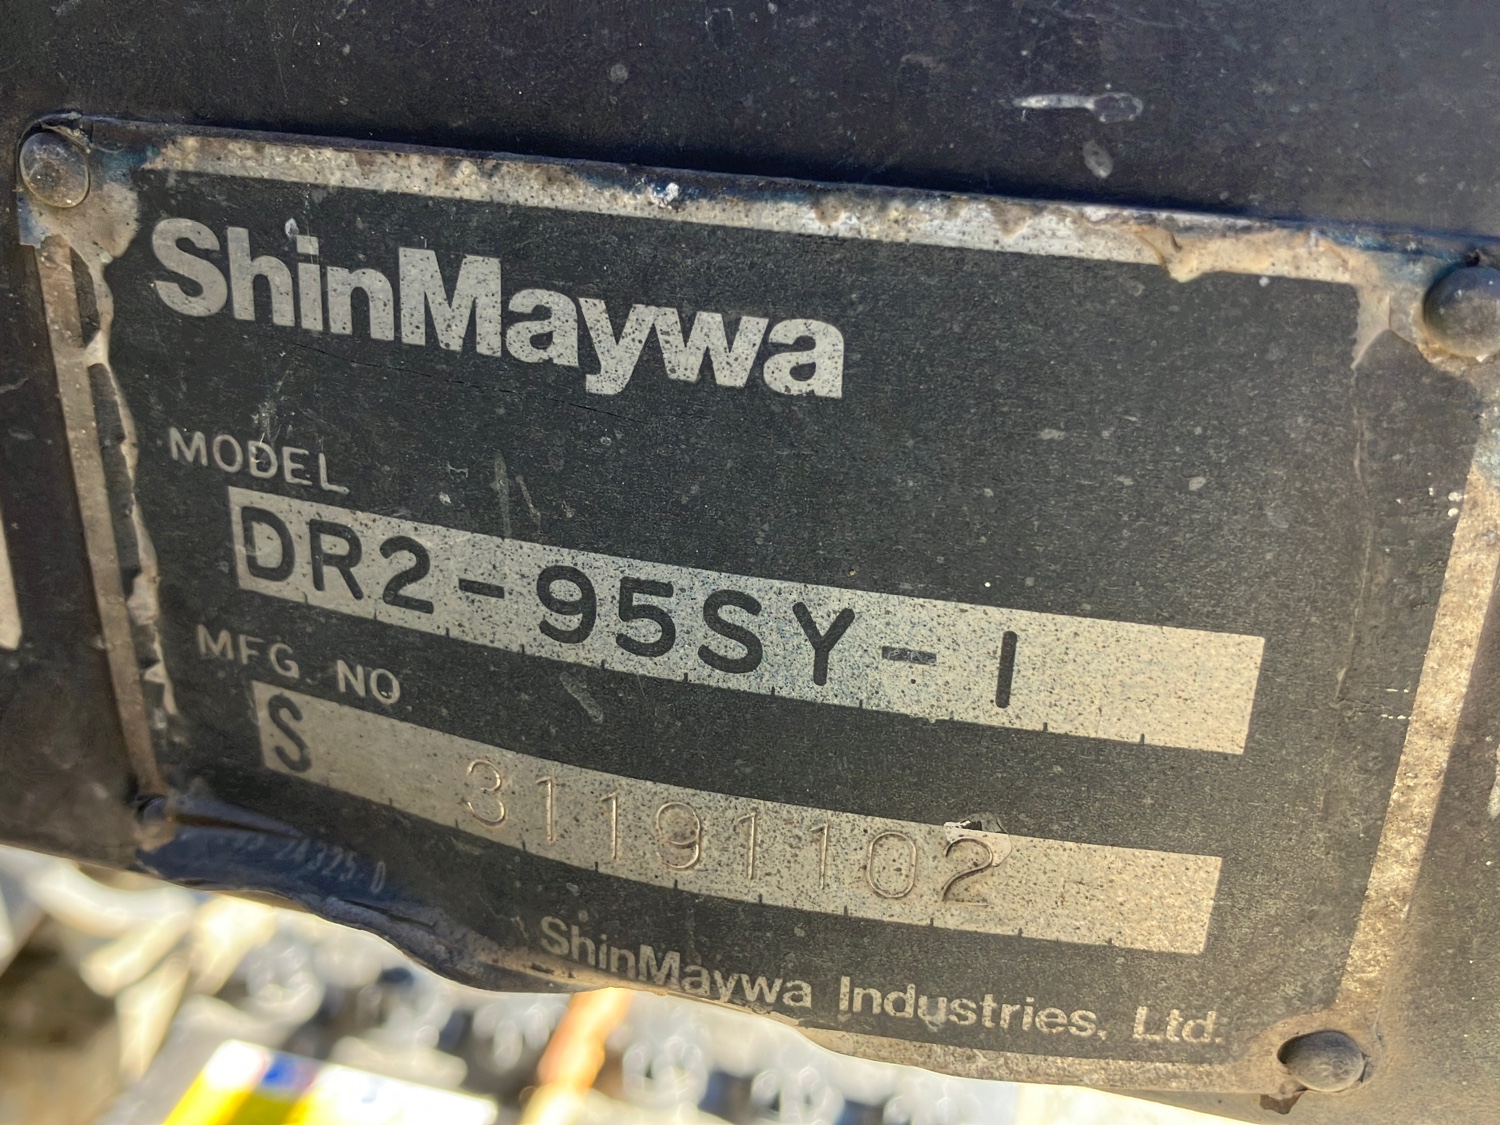 ShinMaywa
MODEL
DR2-95SY-1
MFG. NO
S 31191102
ShinMaywa Industries, Ltd.